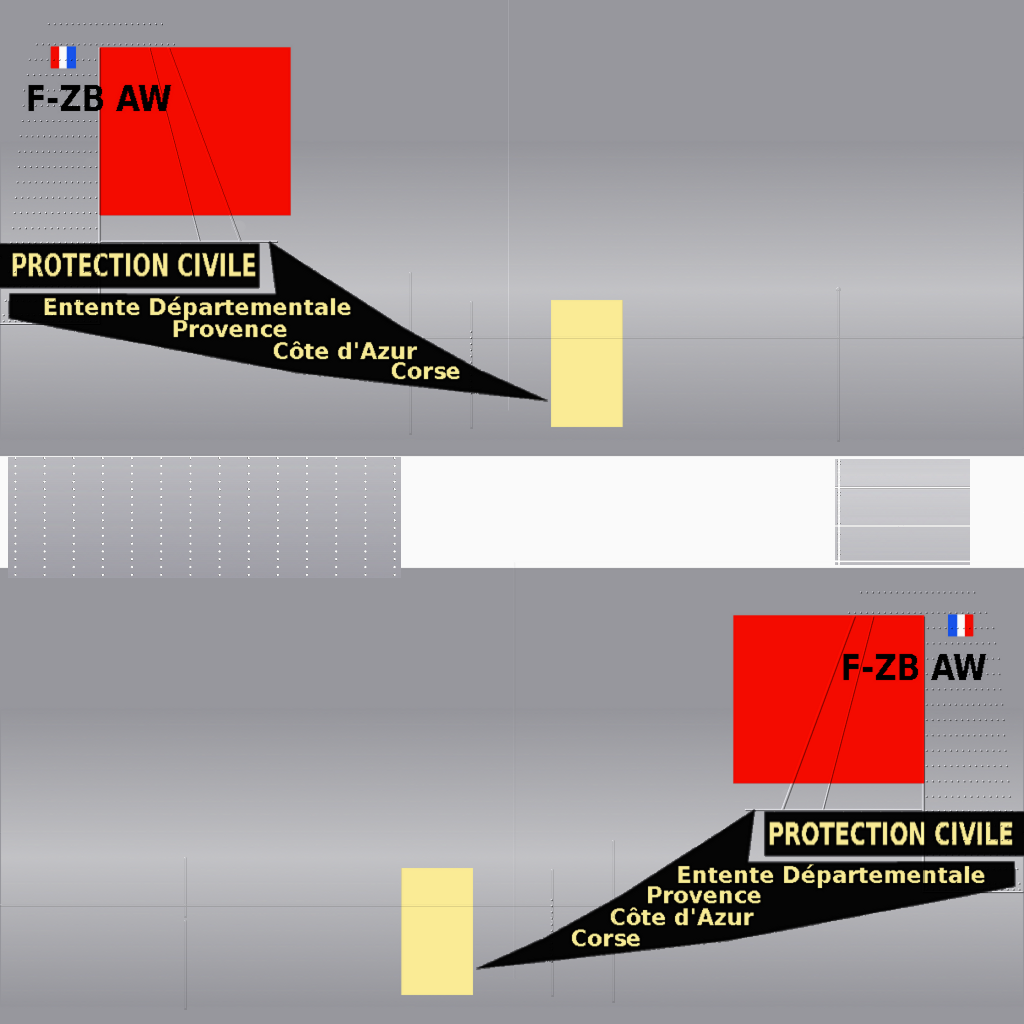 F-ZB AW
PROTECTION CIVILE
Entente Départementale
Provence
Côte d'Azur
Corse
F-ZB AW
PROTECTION CIVILE
Entente Départementale
Provence
Côte d'Azur
Corse